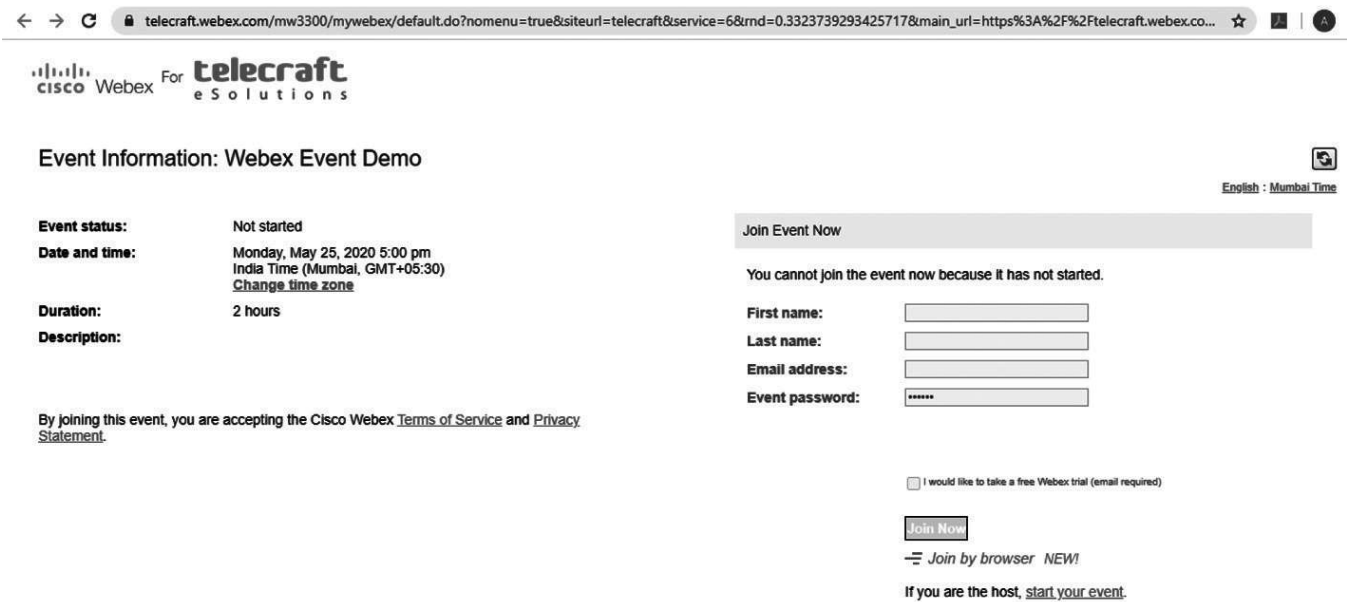 telecraft.webex.com/mw3300/mywebex/default.do?nomenu=true&siteurl=telecraft&service=6&rnd=0.3323739293425717&main_url=https%3A%2F%2Ftelecraft.webex.co...
A
cisco Webex For telecraft
eSolutions
Event Information: Webex Event Demo
English : Mumbai Time
Event status: Not started
Date and time: Monday, May 25, 2020 5:00 pm
India Time (Mumbai, GMT+05:30)
Change time zone
Duration: 2 hours
Description:
By joining this event, you are accepting the Cisco Webex Terms of Service and Privacy
Statement.
Join Event Now
You cannot join the event now because it has not started.
First name:
Last name:
Email address:
Event password: ••••••
I would like to take a free Webex trial (email required)
Join Now
Join by browser NEW!
If you are the host, start your event.